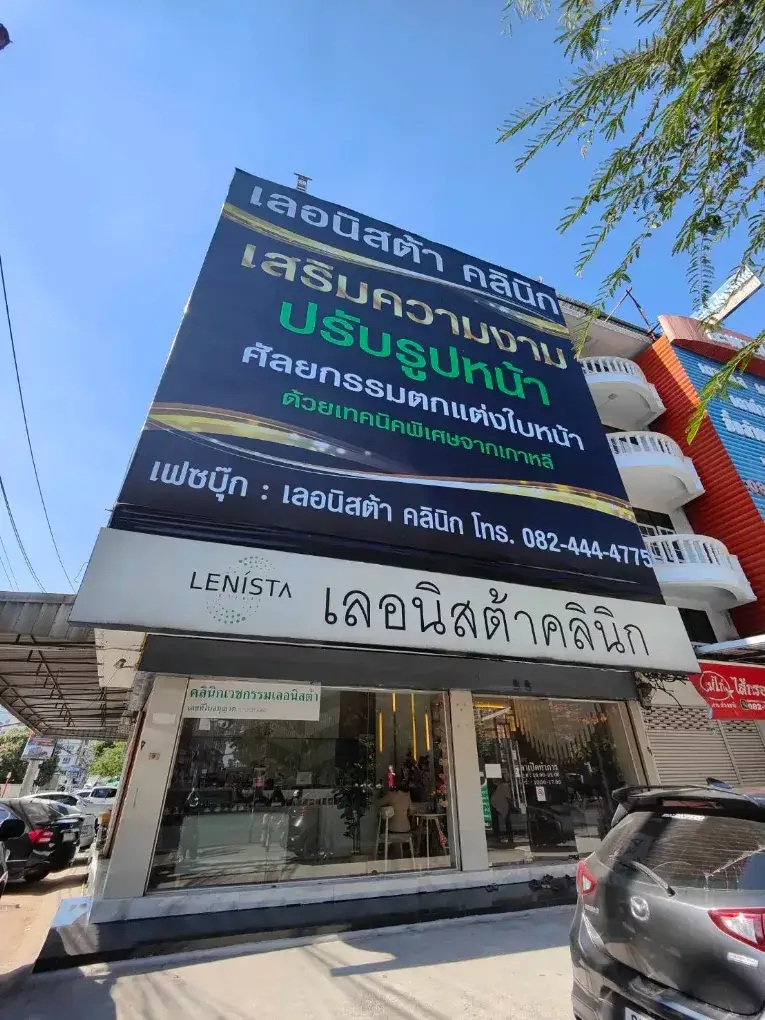 เลอนิสต้า คลินิก
เสริมความงาม
ปรับรูปหน้า
ศัลยกรรมตกแต่งใบหน้า
ด้วยเทคนิคพิเศษจากเกาหลี
เฟซบุ๊ก : เลอนิสต้า คลินิก โทร. 082-444-4775
LENÍSTA เลอนิสต้าคลินิก
คลินิกเวชกรรมเลอนิสต้า